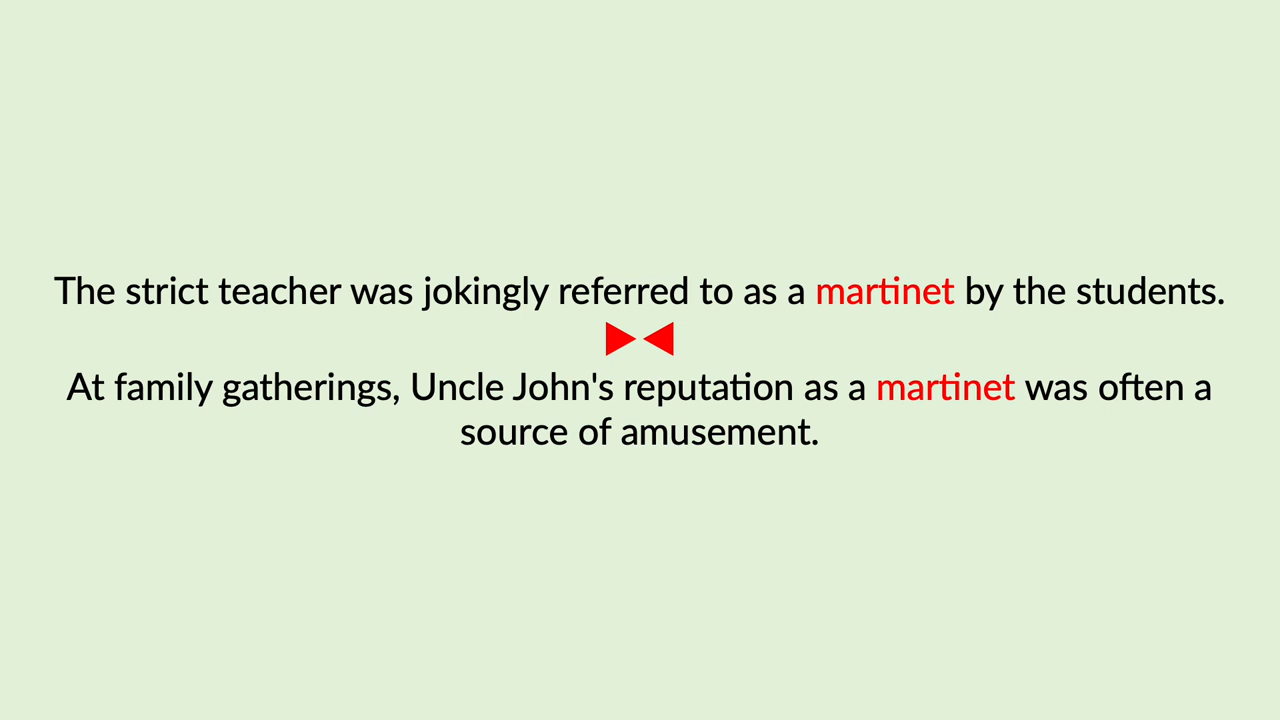 The strict teacher was jokingly referred to as a martinet by the students.
At family gatherings, Uncle John's reputation as a martinet was often a
source of amusement.